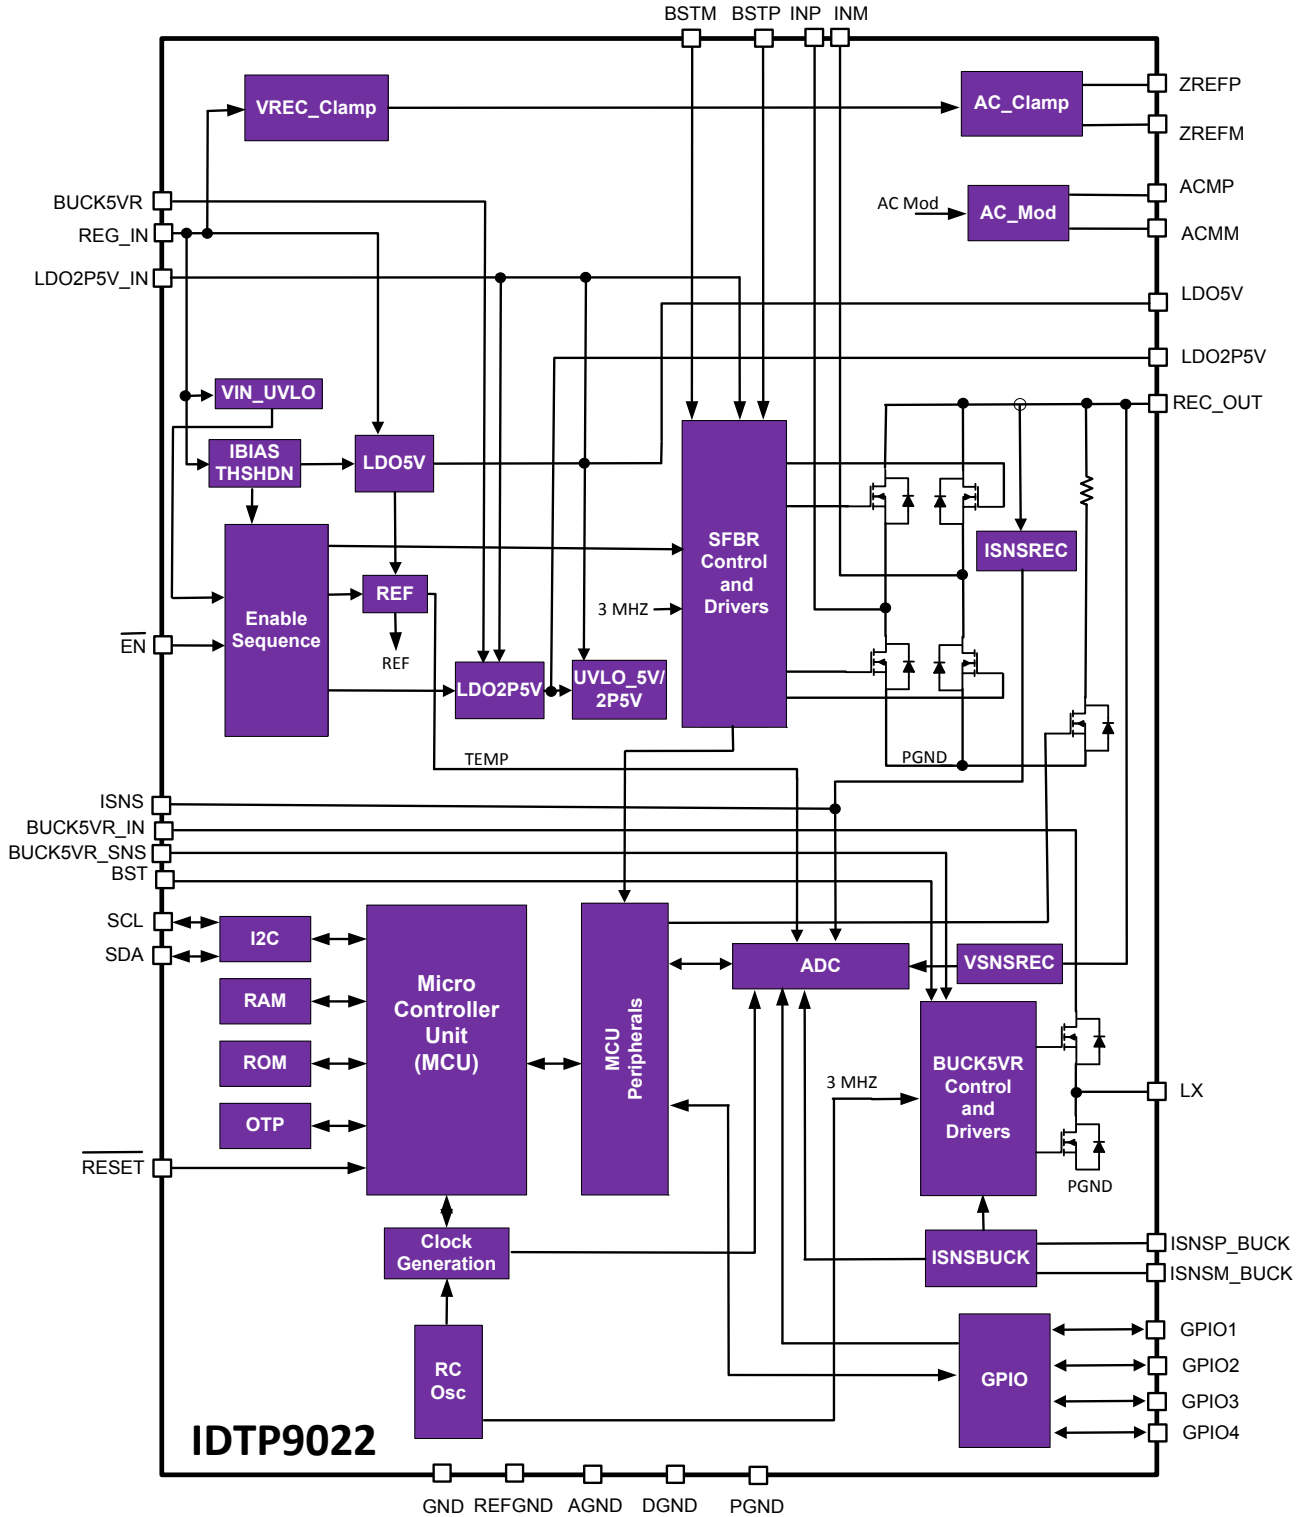 BSTM
BSTP
INP
INM
VREC_Clamp
AC_Clamp
ZREFP
ZREFM
BUCK5VR
REG_IN
LDO2P5V_IN
AC Mod
AC_Mod
ACMP
ACMM
LDO5V
LDO2P5V
REC_OUT
VIN_UVLO
IBIAS
THSHDN
LDO5V
SFBR
Control
and
Drivers
ISNSREC
REF
3 MHZ
Enable
Sequence
EN
REF
LDO2P5V
UVLO_5V/
2P5V
TEMP
PGND
ISNS
BUCK5VR_IN
BUCK5VR_SNS
BST
SCL
SDA
I2C
RAM
ROM
OTP
RESET
Micro
Controller
Unit
(MCU)
MCU
Peripherals
ADC
VSNSREC
3 MHZ
BUCK5VR
Control
and
Drivers
LX
PGND
Clock
Generation
ISNSBUCK
ISNSP_BUCK
ISNSM_BUCK
RC
Osc
GPIO
GPIO1
GPIO2
GPIO3
GPIO4
IDTP9022
GND
REFGND
AGND
DGND
PGND